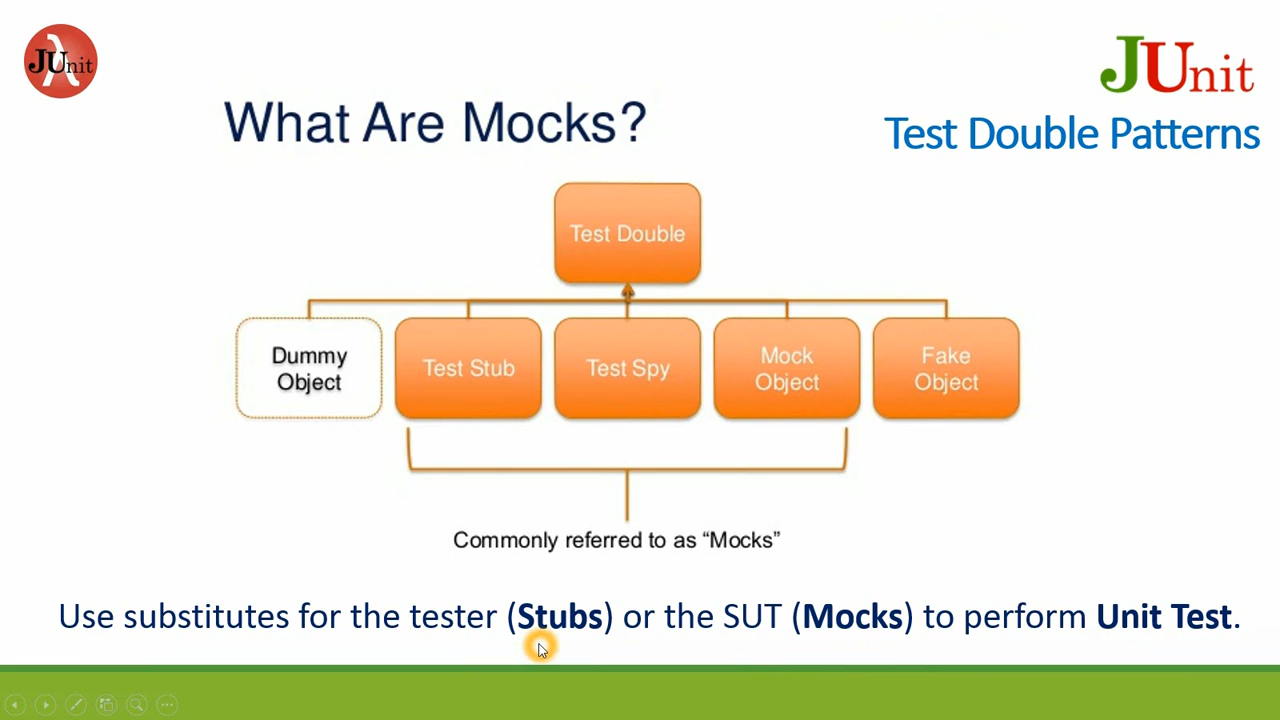 JUnit
λ
JUnit
What Are Mocks?
Test Double Patterns
Test Double
Dummy
Object
Test Stub
Test Spy
Mock
Object
Fake
Object
Commonly referred to as “Mocks”
Use substitutes for the tester (Stubs) or the SUT (Mocks) to perform Unit Test.